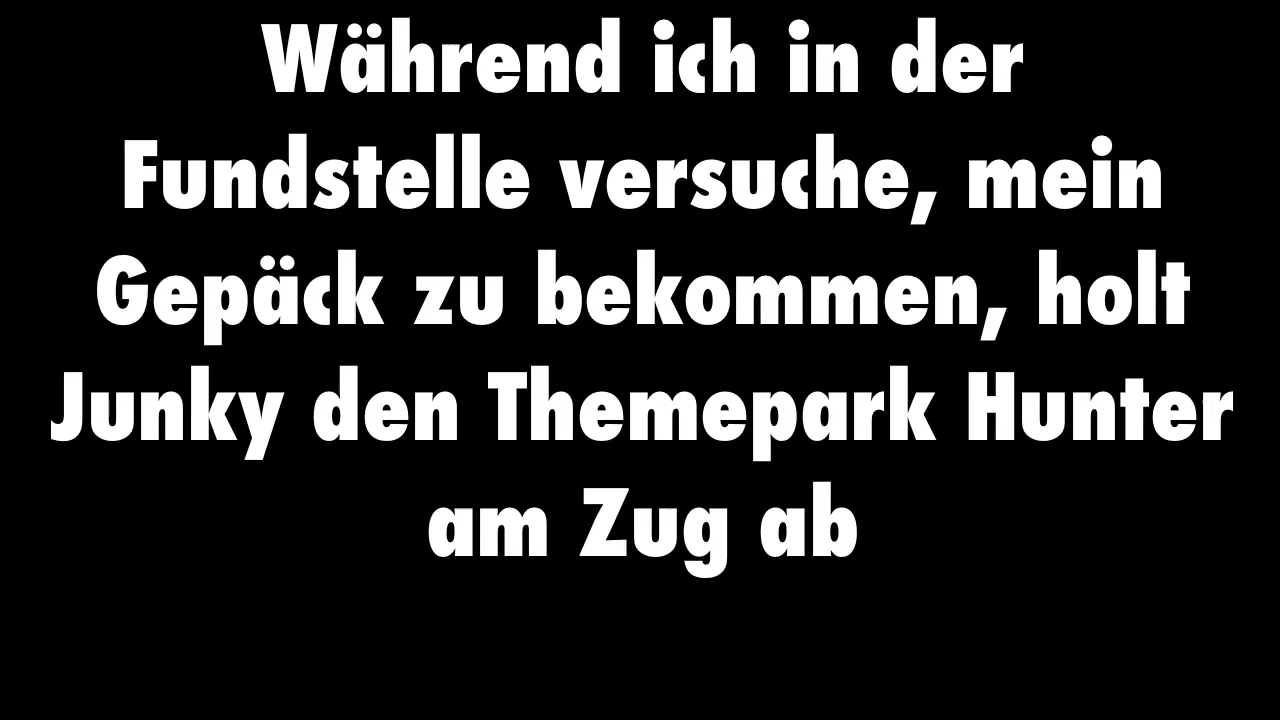 Während ich in der
Fundstelle versuche, mein
Gepäck zu bekommen, holt
Junky den Themepark Hunter
am Zug ab